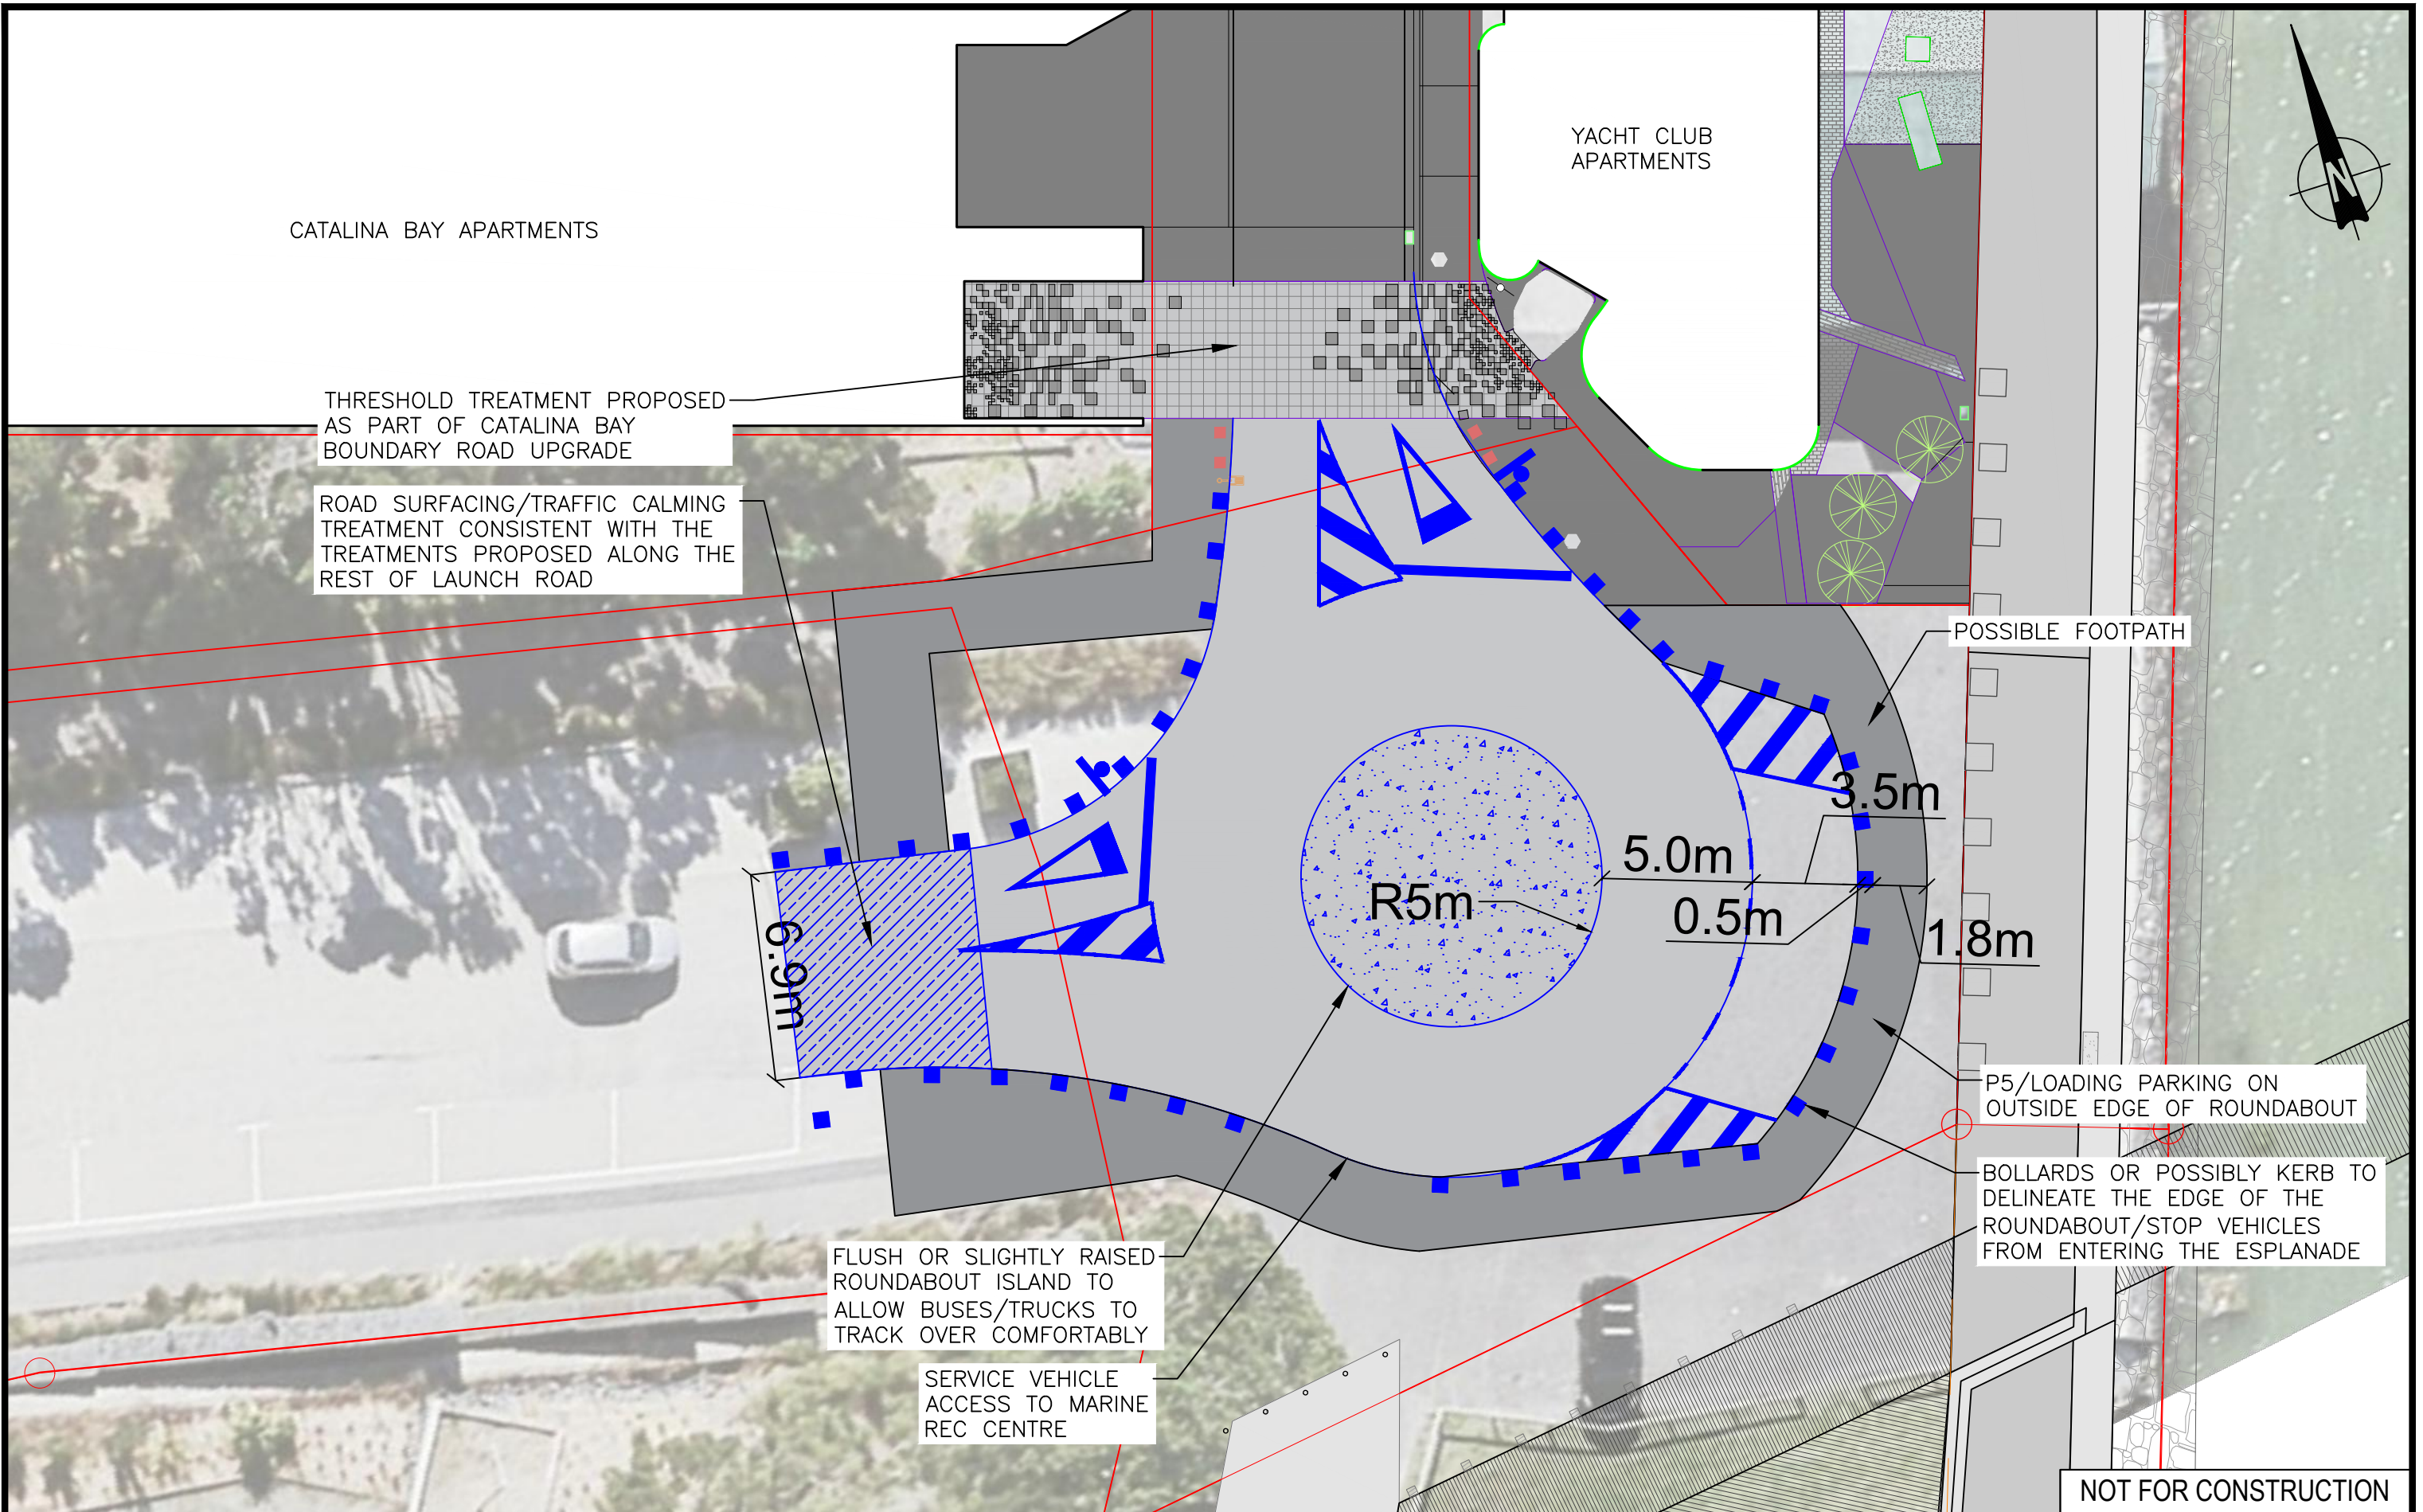 YACHT CLUB
APARTMENTS
CATALINA BAY APARTMENTS
N
THRESHOLD TREATMENT PROPOSED
AS PART OF CATALINA BAY
BOUNDARY ROAD UPGRADE
ROAD SURFACING/TRAFFIC CALMING
TREATMENT CONSISTENT WITH THE
TREATMENTS PROPOSED ALONG THE
REST OF LAUNCH ROAD
POSSIBLE FOOTPATH
3.5m
5.0m
R5m
0.5m
1.8m
6.9m
P5/LOADING PARKING ON
OUTSIDE EDGE OF ROUNDABOUT
BOLLARDS OR POSSIBLY KERB TO
DELINEATE THE EDGE OF THE
ROUNDABOUT/STOP VEHICLES
FROM ENTERING THE ESPLANADE
FLUSH OR SLIGHTLY RAISED
ROUNDABOUT ISLAND TO
ALLOW BUSES/TRUCKS TO
TRACK OVER COMFORTABLY
SERVICE VEHICLE
ACCESS TO MARINE
REC CENTRE
NOT FOR CONSTRUCTION